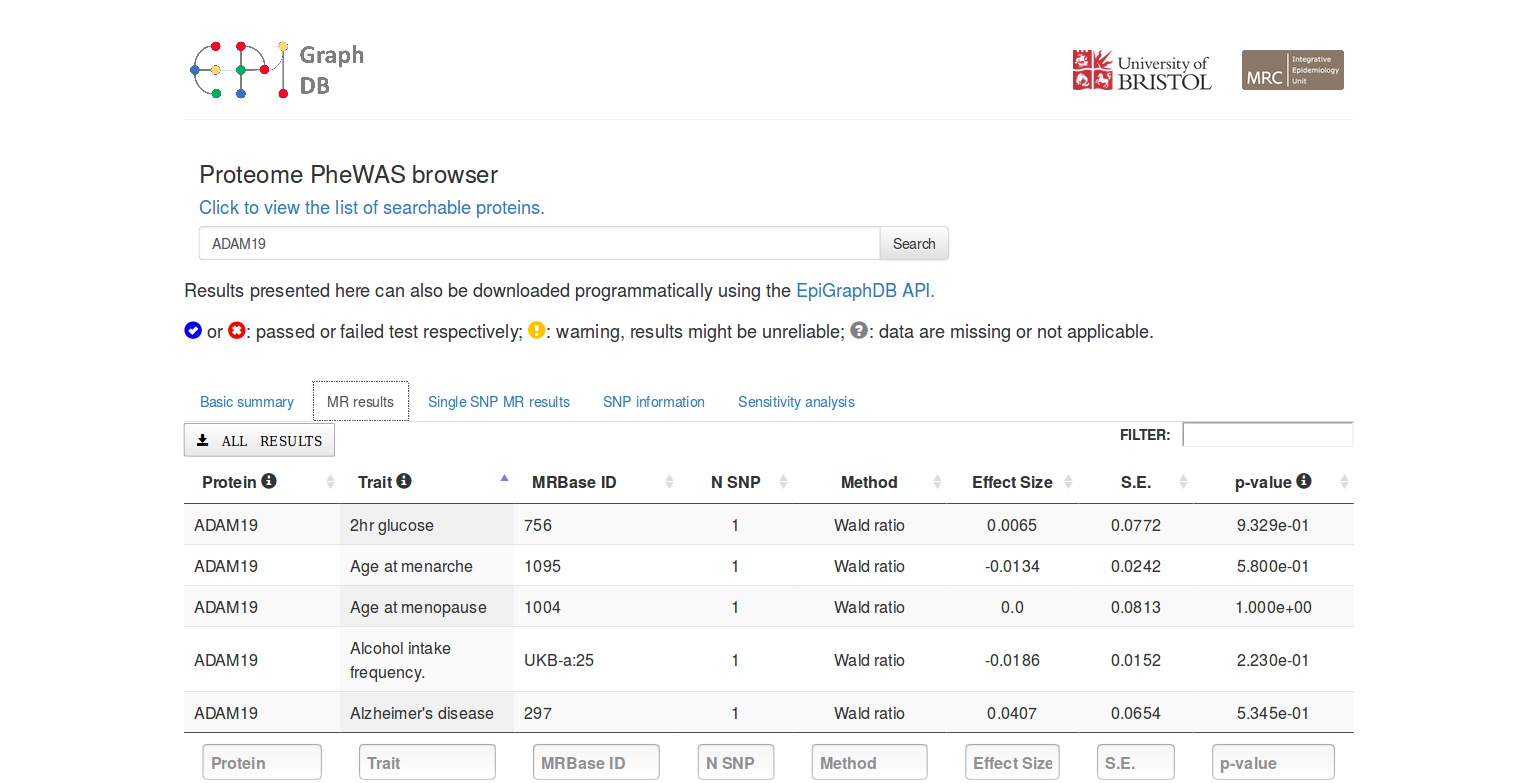 Graph
DB
University of
BRISTOL
MRC
Integrative
Epidemiology
Unit
Proteome PheWAS browser
Click to view the list of searchable proteins.
ADAM19 Search
Results presented here can also be downloaded programmatically using the EpiGraphDB API.
or : passed or failed test respectively; : warning, results might be unreliable; : data are missing or not applicable.
Basic summary MR results Single SNP MR results SNP information Sensitivity analysis
ALL RESULTS FILTER:
Protein Trait MRBase ID N SNP Method Effect Size S.E. p-value
ADAM19 2hr glucose 756 1 Wald ratio 0.0065 0.0772 9.329e-01
ADAM19 Age at menarche 1095 1 Wald ratio -0.0134 0.0242 5.800e-01
ADAM19 Age at menopause 1004 1 Wald ratio 0.0 0.0813 1.000e+00
ADAM19 Alcohol intake frequency. UKB-a:25 1 Wald ratio -0.0186 0.0152 2.230e-01
ADAM19 Alzheimer's disease 297 1 Wald ratio 0.0407 0.0654 5.345e-01
Protein Trait MRBase ID N SNP Method Effect Size S.E. p-value